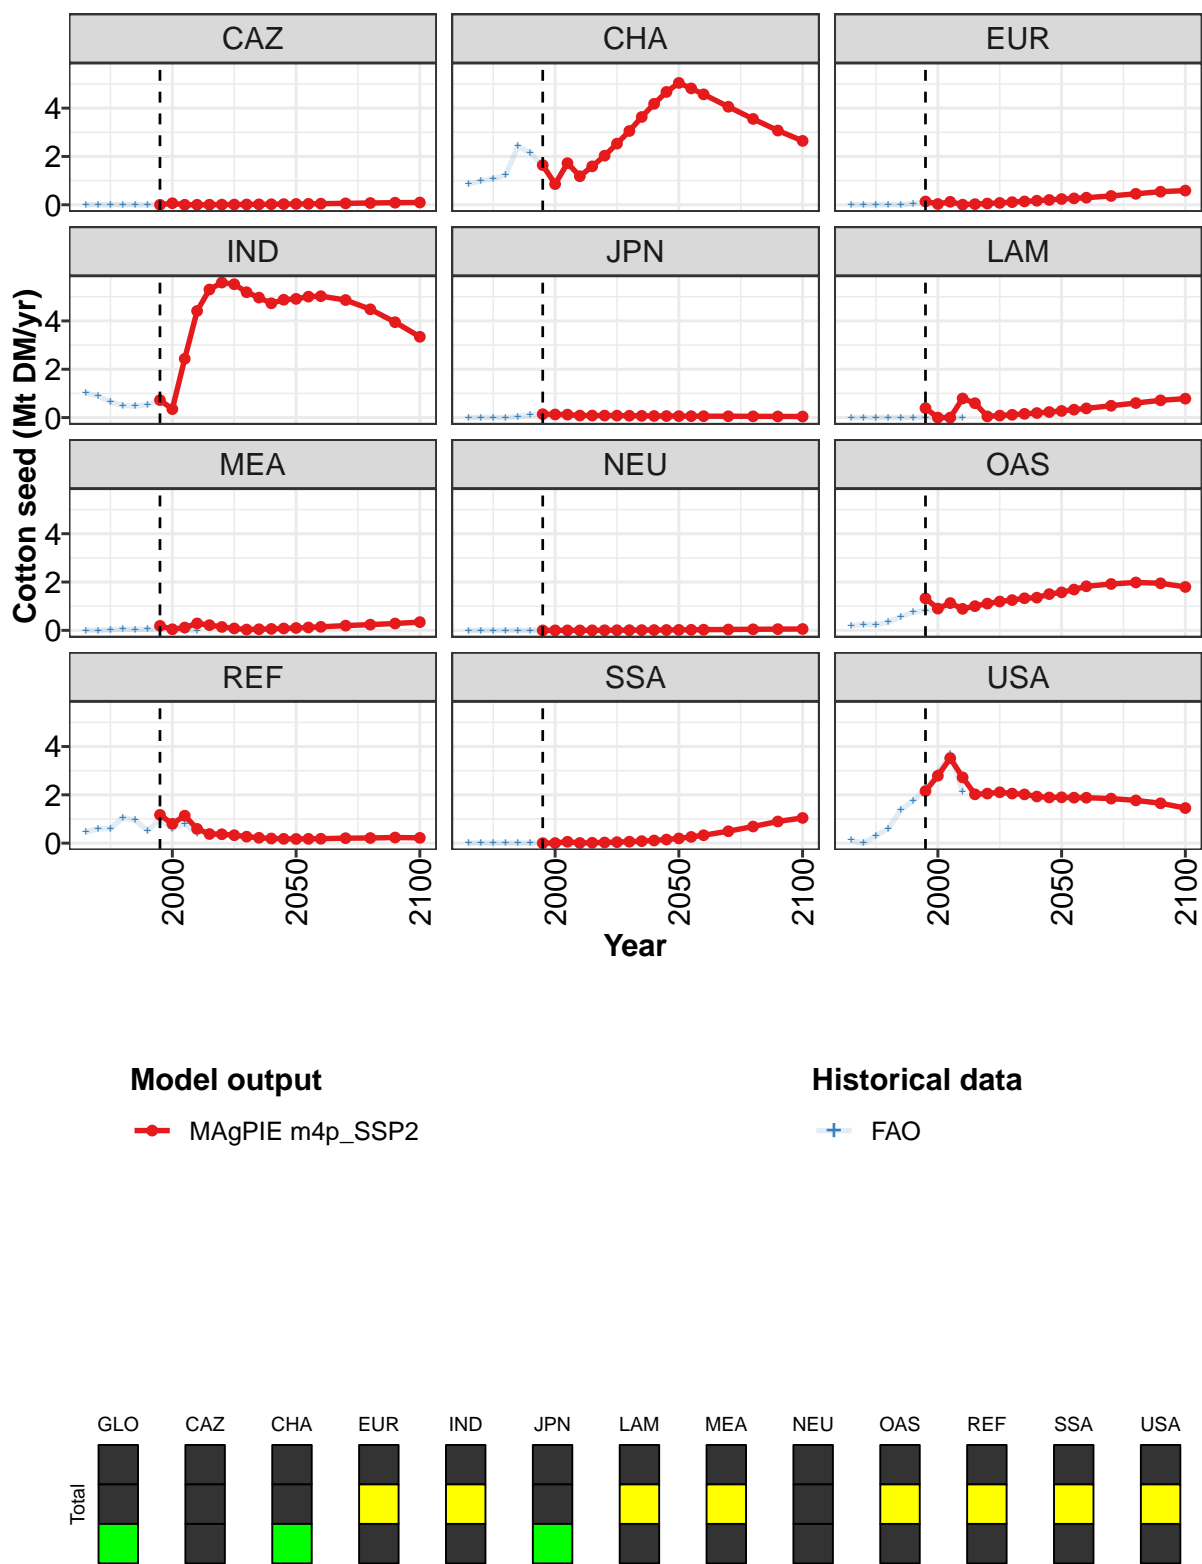 CAZ CHA EUR
4
2
0
IND JPN LAM
4
2
0
MEA NEU OAS
4
2
0
REF SSA USA
4
2
0
Cotton seed (Mt DM/yr)
2000 2050 2100 2000 2050 2100 2000 2050 2100
Year
Model output Historical data
MAgPIE m4p_SSP2 FAO
GLO CAZ CHA EUR IND JPN LAM MEA NEU OAS REF SSA USA
Total